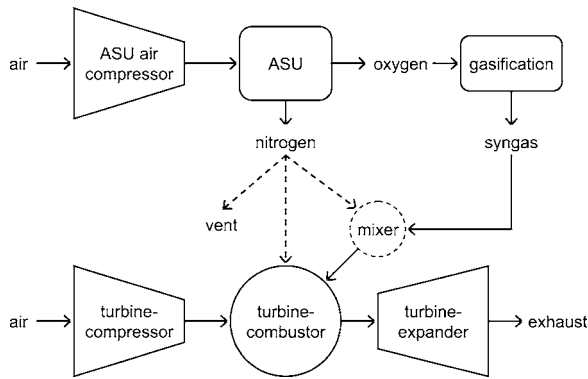 air
ASU air
compressor
ASU
oxygen
gasification
nitrogen
syngas
vent
mixer
air
turbine-
compressor
turbine-
combustor
turbine-
expander
exhaust